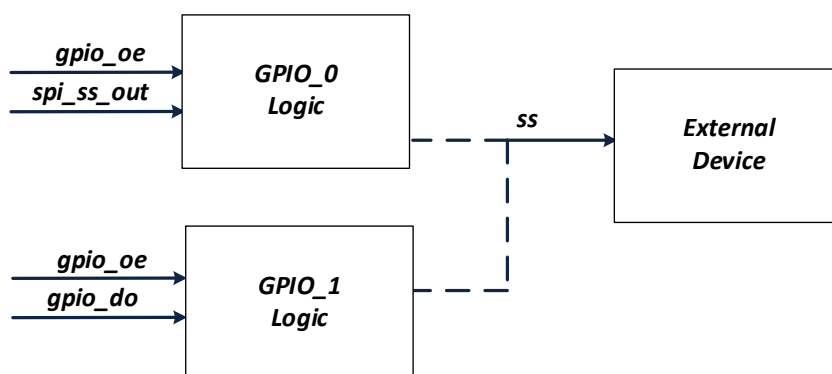 gpio_oe
spi_ss_out
GPIO_0
Logic
ss
External
Device
gpio_oe
gpio_do
GPIO_1
Logic